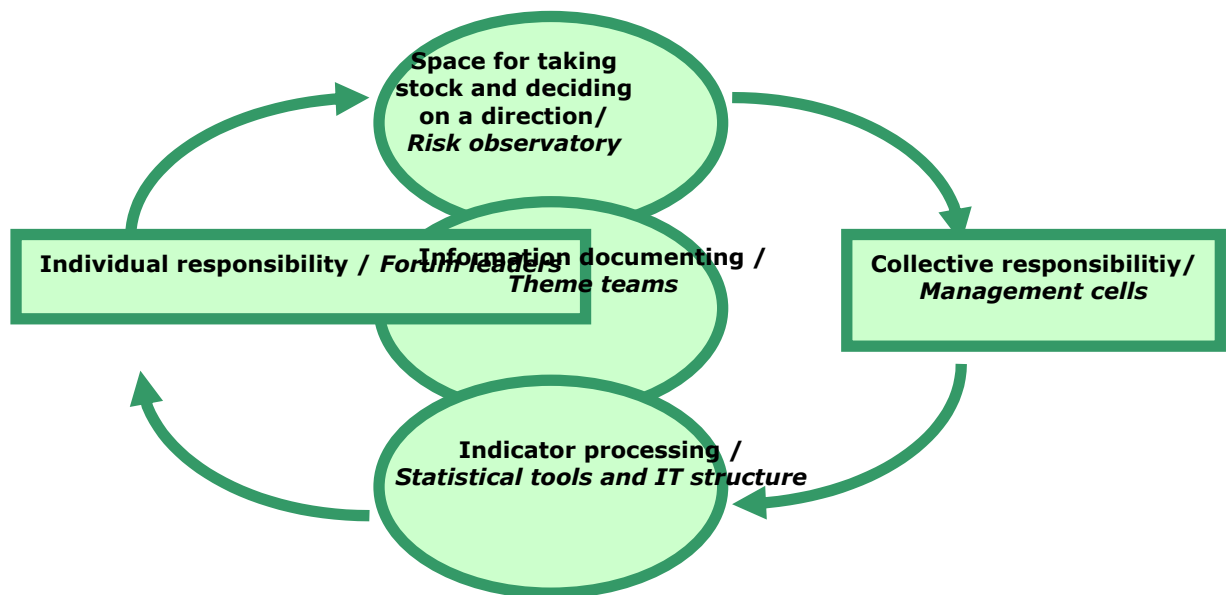 Space for taking
stock and deciding
on a direction/
Risk observatory
Individual responsibility / Forum leaders
Information documenting /
Theme teams
Collective responsibilitiy/
Management cells
Indicator processing /
Statistical tools and IT structure